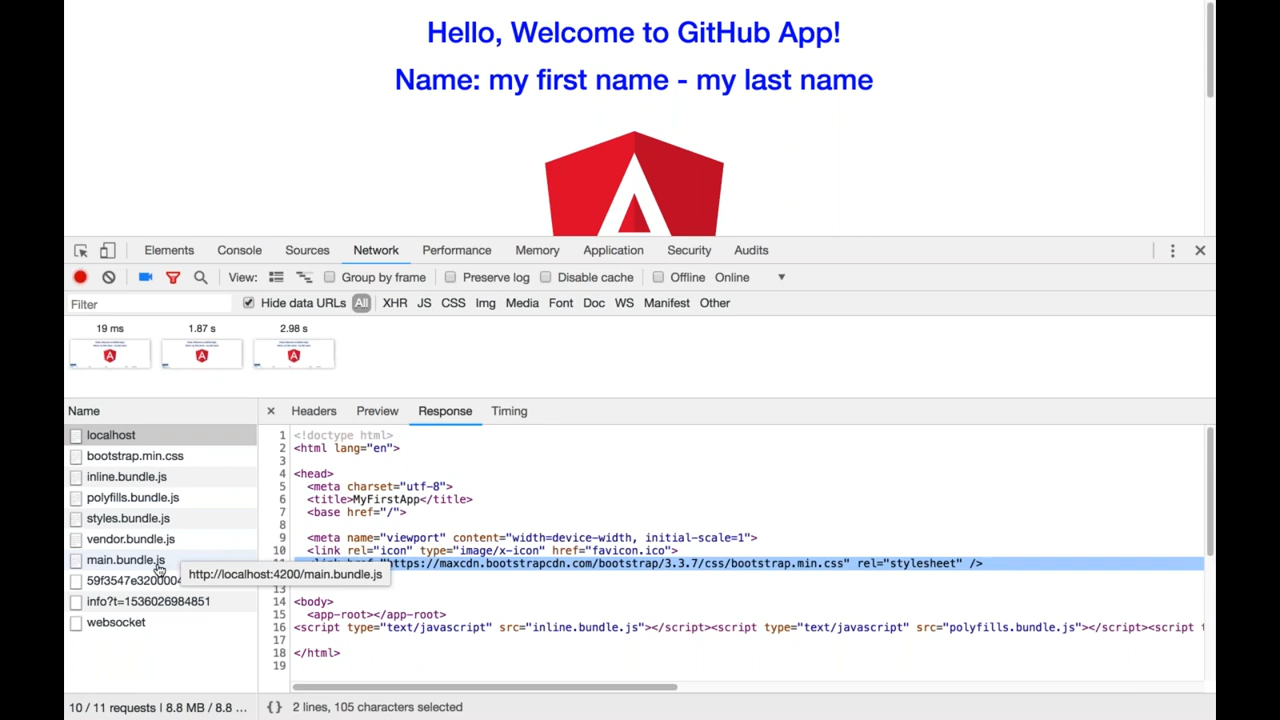 Hello, Welcome to GitHub App!
Name: my first name - my last name
Elements Console Sources Network Performance Memory Application Security Audits
View: Group by frame Preserve log Disable cache Offline Online
Filter Hide data URLs All XHR JS CSS Img Media Font Doc WS Manifest Other
19 ms 1.87 s 2.98 s
Name × Headers Preview Response Timing
localhost
bootstrap.min.css
inline.bundle.js
polyfills.bundle.js
styles.bundle.js
vendor.bundle.js
main.bundle.js
59f3547e3200004
info?t=1536026984851
websocket
http://localhost:4200/main.bundle.js
1 <!doctype html>
2 <html lang="en">
3
4 <head>
5 <meta charset="utf-8">
6 <title>MyFirstApp</title>
7 <base href="/">
8
9 <meta name="viewport" content="width=device-width, initial-scale=1">
10 <link rel="icon" type="image/x-icon" href="favicon.ico">
https://maxcdn.bootstrapcdn.com/bootstrap/3.3.7/css/bootstrap.min.css" rel="stylesheet" />
13
14 <body>
15 <app-root></app-root>
16 <script type="text/javascript" src="inline.bundle.js"></script><script type="text/javascript" src="polyfills.bundle.js"></script><script t
17
18 </html>
19
10 / 11 requests | 8.8 MB / 8.8 ...
{} 2 lines, 105 characters selected